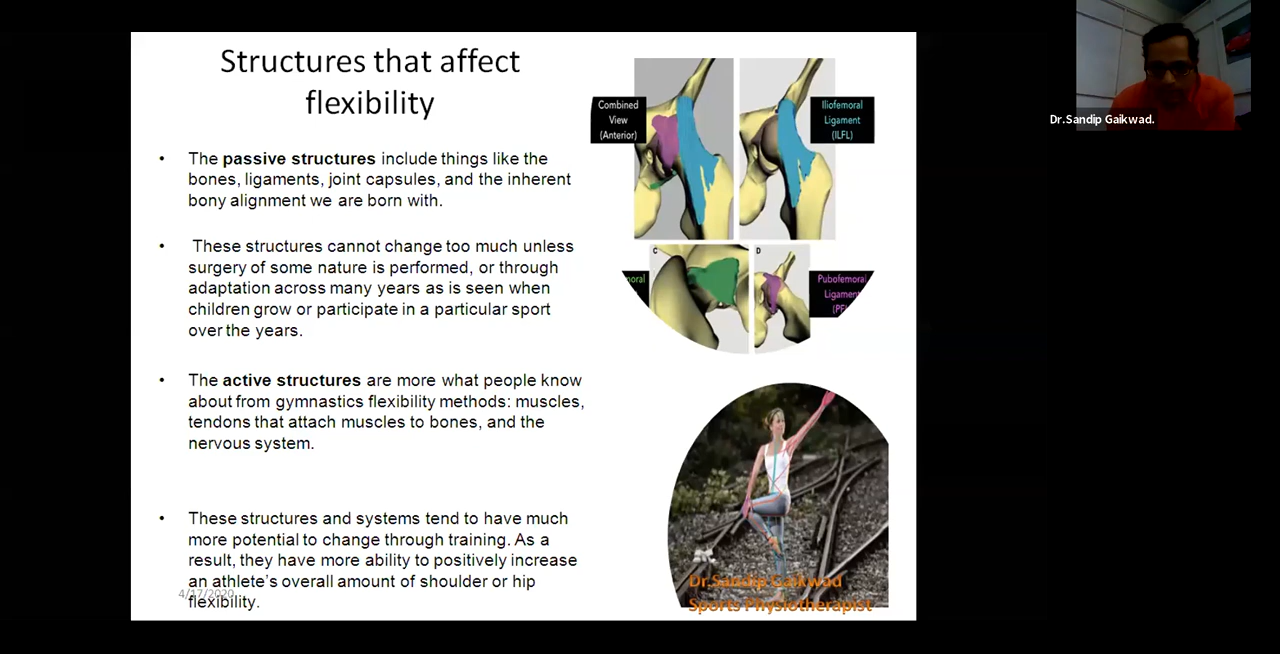 Structures that affect
flexibility
• The passive structures include things like the
bones, ligaments, joint capsules, and the inherent
bony alignment we are born with.
• These structures cannot change too much unless
surgery of some nature is performed, or through
adaptation across many years as is seen when
children grow or participate in a particular sport
over the years.
• The active structures are more what people know
about from gymnastics flexibility methods: muscles,
tendons that attach muscles to bones, and the
nervous system.
• These structures and systems tend to have much
more potential to change through training. As a
result, they have more ability to positively increase
an athlete's overall amount of shoulder or hip
flexibility.
4/17/2020
Combined
View
(Anterior)
Iliofemoral
Ligament
(ILFL)
C
D
Pubofemoral
Ligament
Dr.Sandip Gaikwad
Sports Physiotherapist
Dr.Sandip Gaikwad.